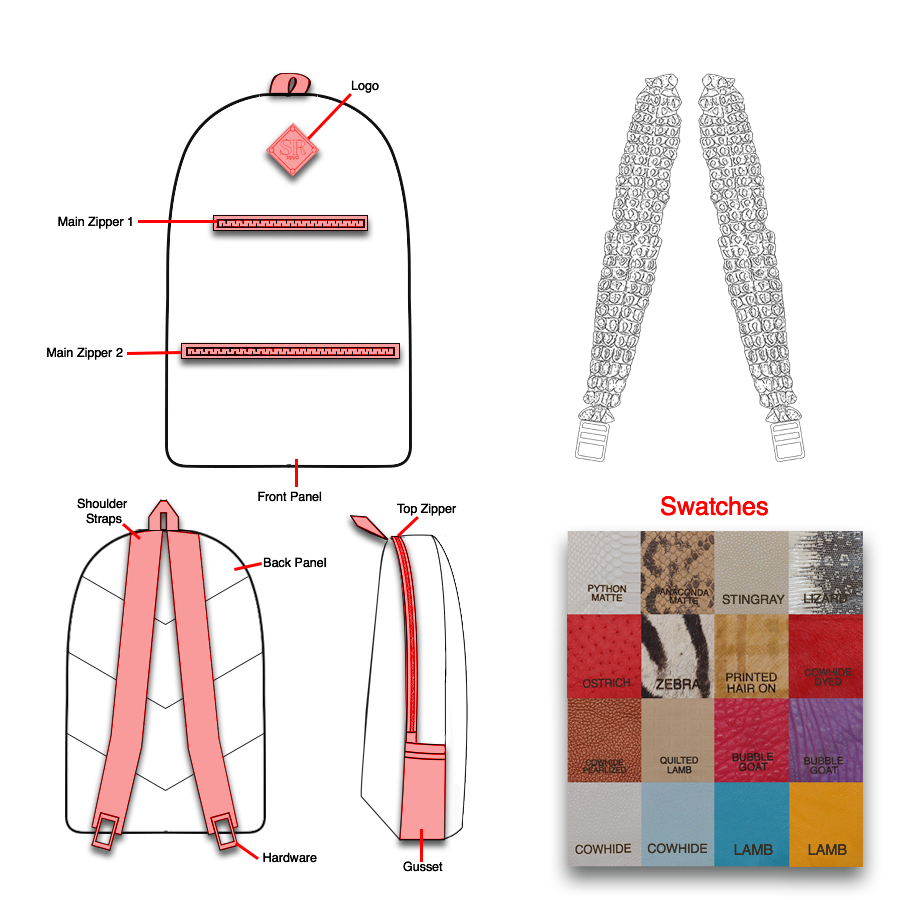 Logo
SR
Main Zipper 1
Main Zipper 2
Front Panel
Shoulder
Straps
Back Panel
Hardware
Top Zipper
Gusset
Swatches
PYTHON
MATTE
ANACONDA
MATTE
STINGRAY
LIZARD
OSTRICH
ZEBRA
PRINTED
HAIR ON
COWHIDE
DYED
COWHIDE
PEARLIZED
QUILTED
LAMB
BUBBLE
GOAT
BUBBLE
GOAT
COWHIDE
COWHIDE
LAMB
LAMB